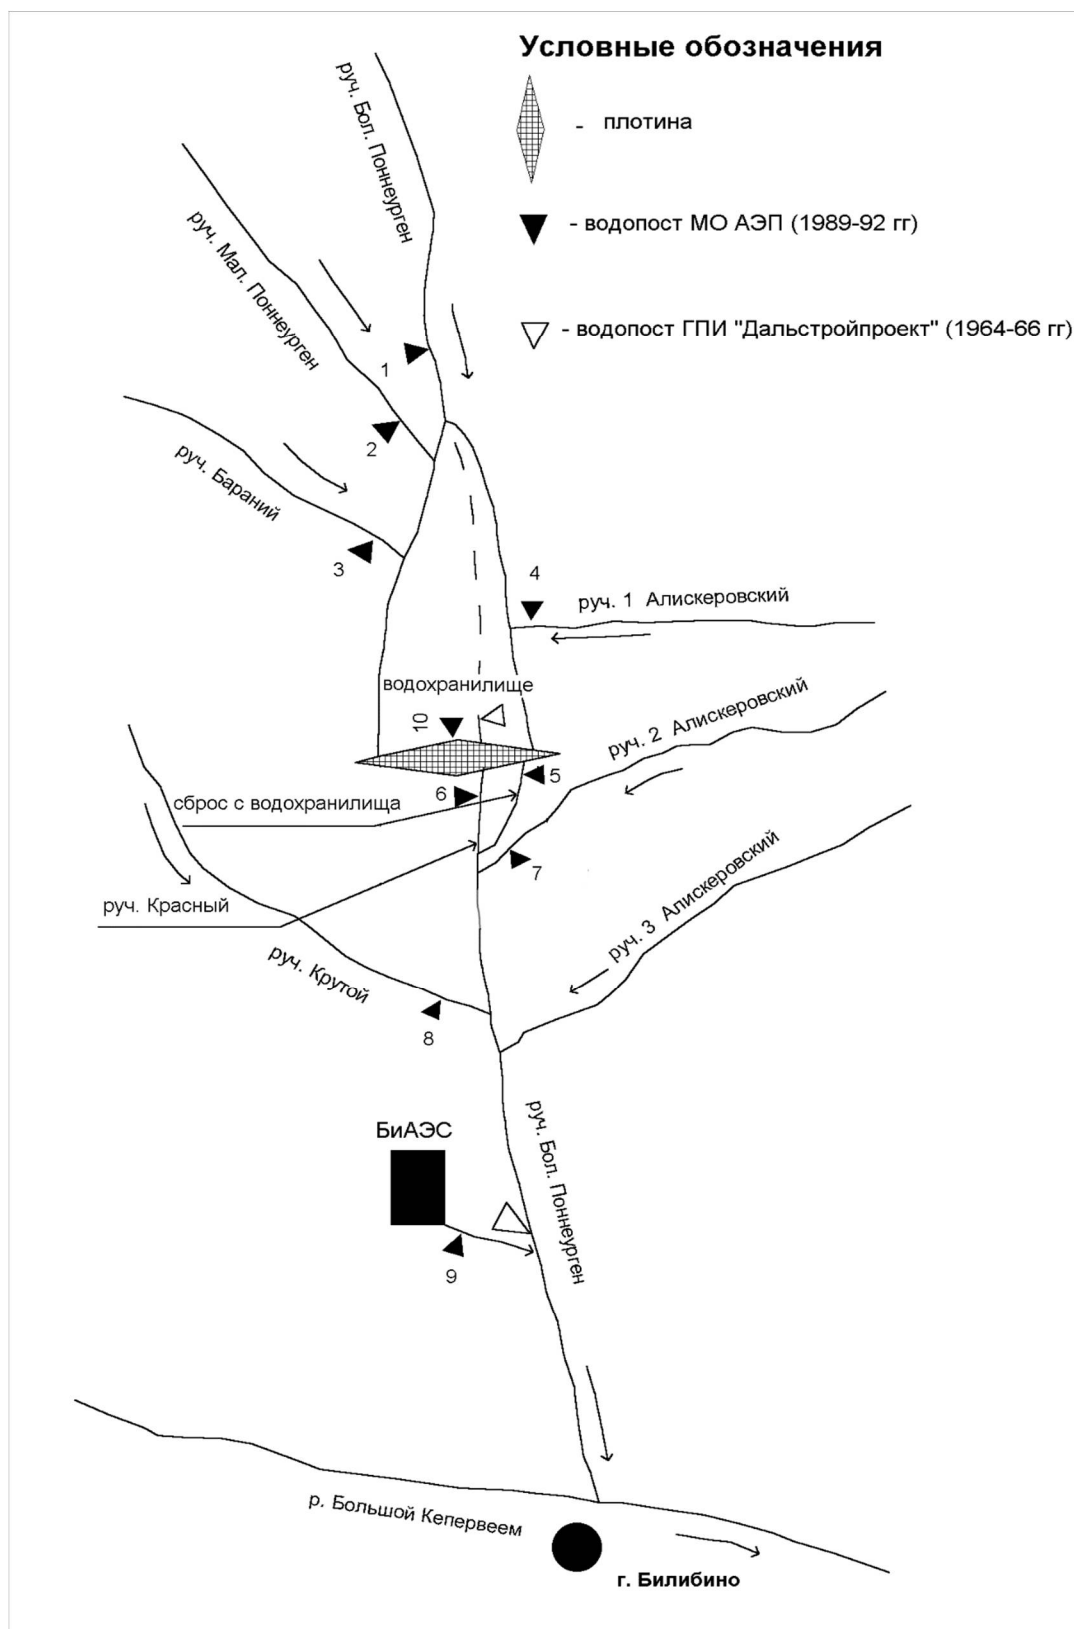 Условные обозначения
- плотина
- водопост МО АЭП (1989-92 гг)
- водопост ГПИ "Дальстройпроект" (1964-66 гг)
руч. Бол. Поннеурген
руч. Мал. Поннеурген
1
2
руч. Бараний
3
4
руч. 1 Алискеровский
водохранилище
10
руч. 2 Алискеровский
5
6
сброс с водохранилища
7
руч. Красный
руч. 3 Алискеровский
руч. Крутой
8
БиАЭС
руч. Бол. Поннеурген
9
р. Большой Кепервеем
г. Билибино